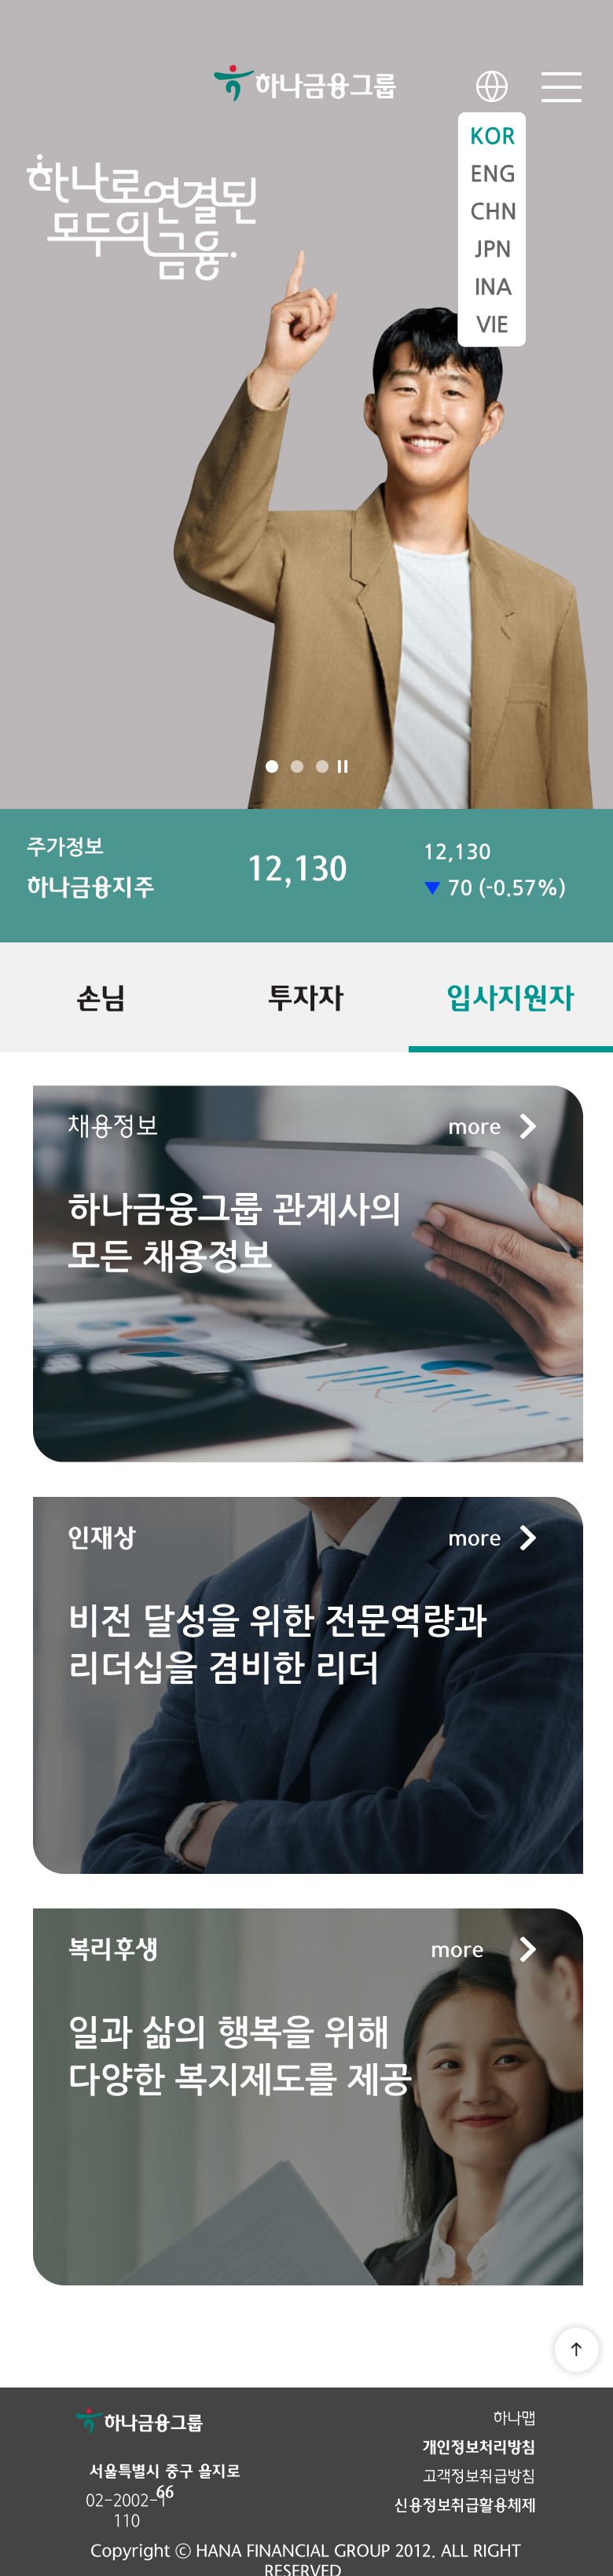 하나금융그룹
KOR
ENG
CHN
JPN
INA
VIE
하나로 연결된
모두의 금융.
주가정보
하나금융지주
12,130
12,130
▼ 70 (-0.57%)
손님
투자자
입사지원자
채용정보
more
하나금융그룹 관계사의
모든 채용정보
인재상
more
비전 달성을 위한 전문역량과
리더십을 겸비한 리더
복리후생
more
일과 삶의 행복을 위해
다양한 복지제도를 제공
하나금융그룹
서울특별시 중구 을지로
66
02-2002-1
110
하나맵
개인정보처리방침
고객정보취급방침
신용정보취급활용체제
Copyright ⓒ HANA FINANCIAL GROUP 2012. ALL RIGHT
RESERVED